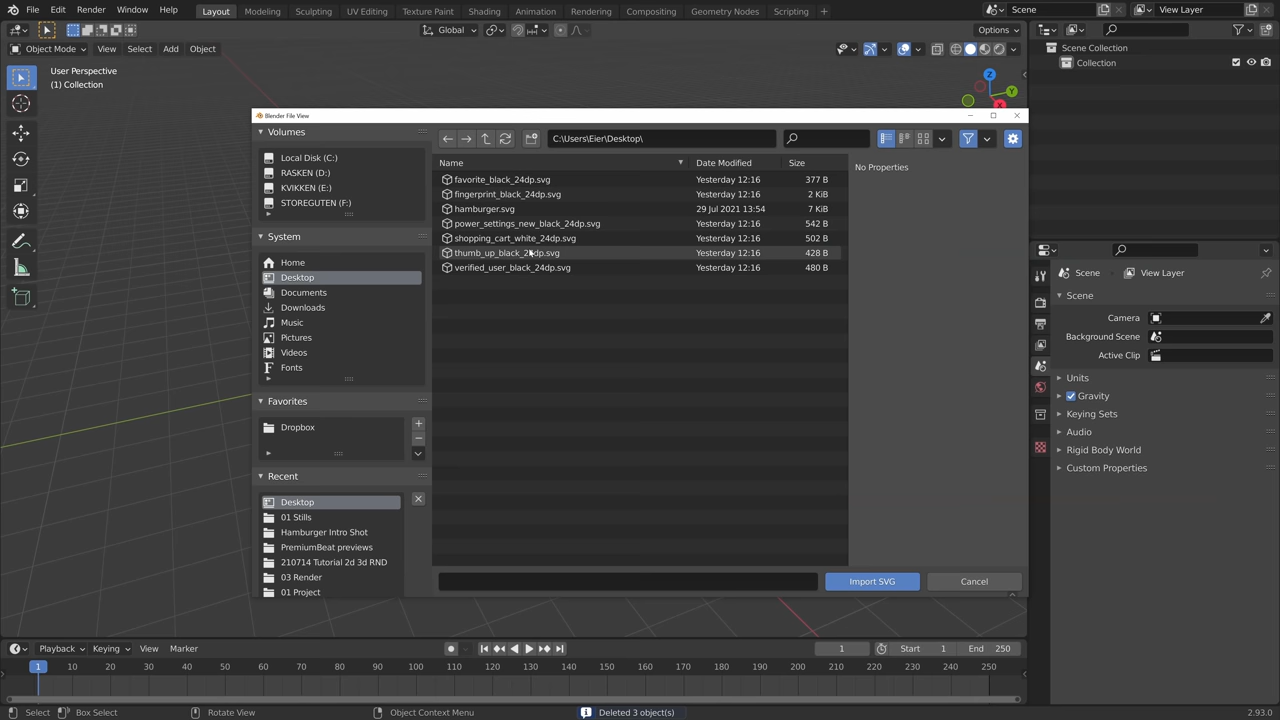 File Edit Render Window Help Layout Modeling Sculpting UV Editing Texture Paint Shading Animation Rendering Compositing Geometry Nodes Scripting + Scene View Layer
Global Options
Object Mode View Select Add Object
User Perspective
(1) Collection
Z
Y
X
Scene Collection
Collection
Blender File View
Volumes
Local Disk (C:)
RASKEN (D:)
KVIKKEN (E:)
STOREGUTEN (F:)
System
Home
Desktop
Documents
Downloads
Music
Pictures
Videos
Fonts
Favorites
Dropbox
Recent
Desktop
01 Stills
Hamburger Intro Shot
PremiumBeat previews
210714 Tutorial 2d 3d RND
03 Render
01 Project
C:\Users\Eier\Desktop\
Name Date Modified Size
favorite_black_24dp.svg Yesterday 12:16 377 B
fingerprint_black_24dp.svg Yesterday 12:16 2 KiB
hamburger.svg 29 Jul 2021 13:54 7 KiB
power_settings_new_black_24dp.svg Yesterday 12:16 542 B
shopping_cart_white_24dp.svg Yesterday 12:16 502 B
thumb_up_black_24dp.svg Yesterday 12:16 428 B
verified_user_black_24dp.svg Yesterday 12:16 480 B
No Properties
Import SVG Cancel
Scene View Layer
Scene
Camera
Background Scene
Active Clip
Units
Gravity
Keying Sets
Audio
Rigid Body World
Custom Properties
Playback Keying View Marker 1 Start 1 End 250
1 10 20 30 40 50 60 70 80 90 100 110 120 130 140 150 160 170 180 190 200 210 220 230 240 250
Select Box Select Rotate View Object Context Menu Deleted 3 object(s) 2.93.0